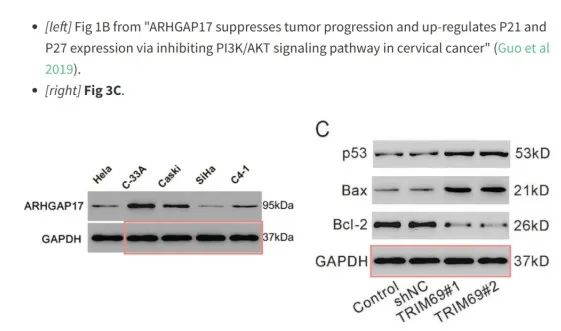 • [left] Fig 1B from "ARHGAP17 suppresses tumor progression and up-regulates P21 and
P27 expression via inhibiting PI3K/AKT signaling pathway in cervical cancer" (Guo et al
2019).
• [right] Fig 3C.
Hela C-33A Caski SiHa C4-1
ARHGAP17 95kDa
GAPDH 37kDa
C
p53 53kD
Bax 21kD
Bcl-2 26kD
GAPDH 37kD
Control shNC TRIM69#1 TRIM69#2